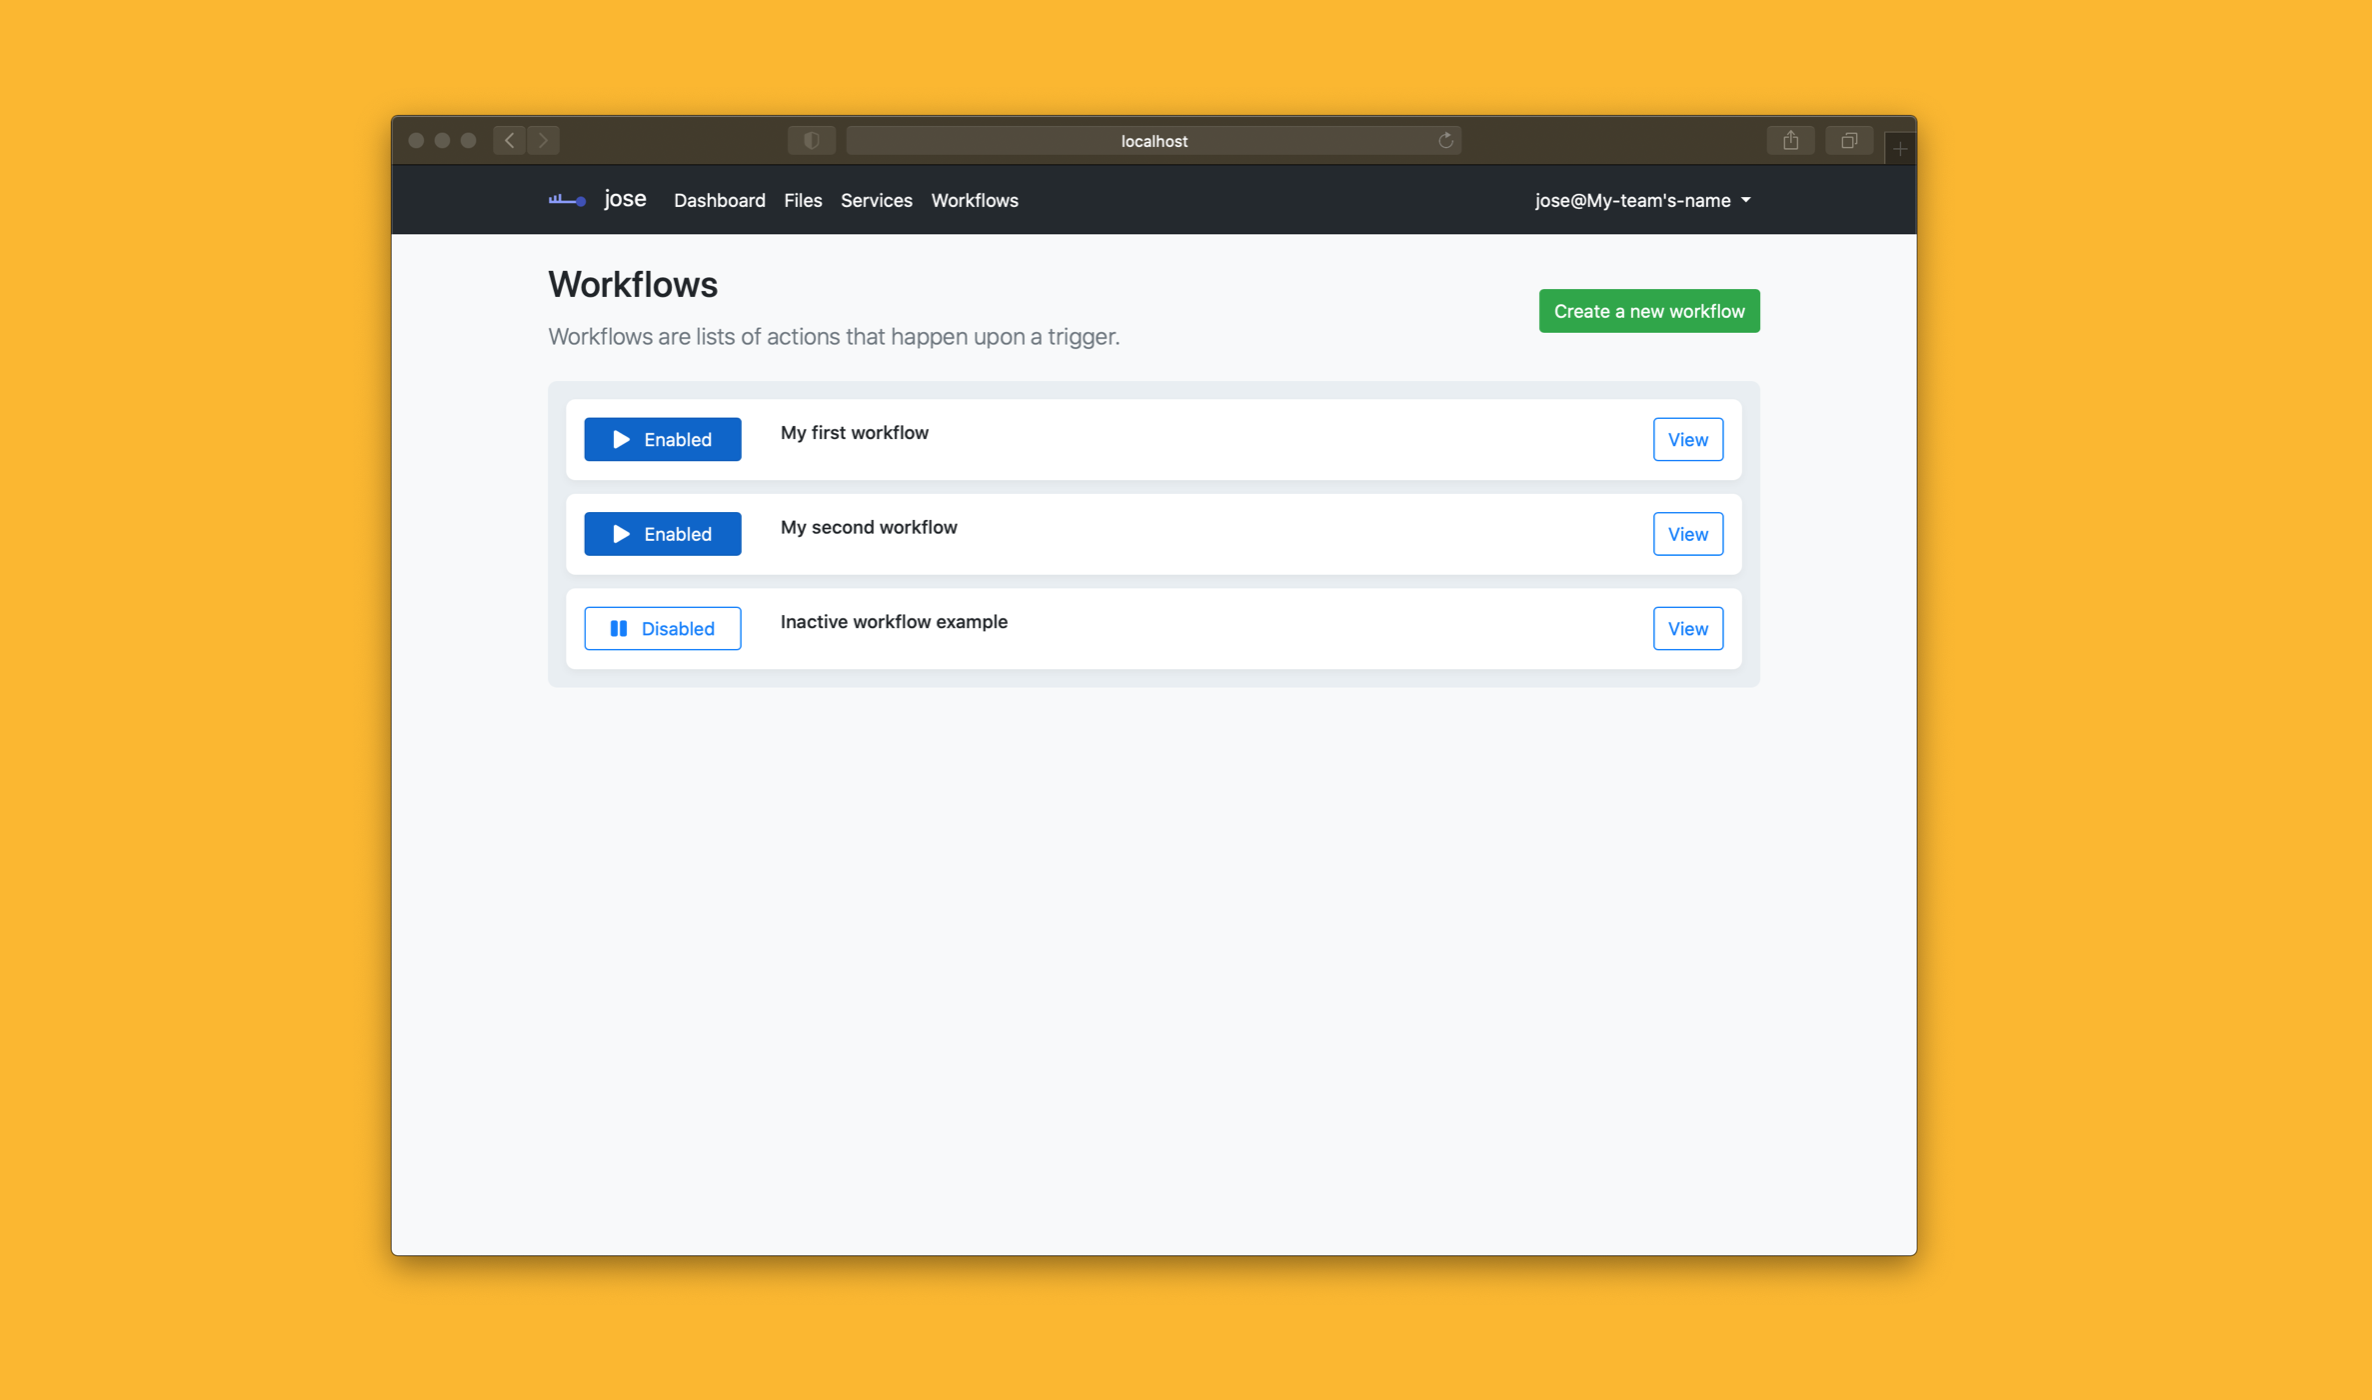 localhost
jose Dashboard Files Services Workflows jose@My-team's-name
Workflows
Create a new workflow
Workflows are lists of actions that happen upon a trigger.
Enabled My first workflow View
Enabled My second workflow View
Disabled Inactive workflow example View